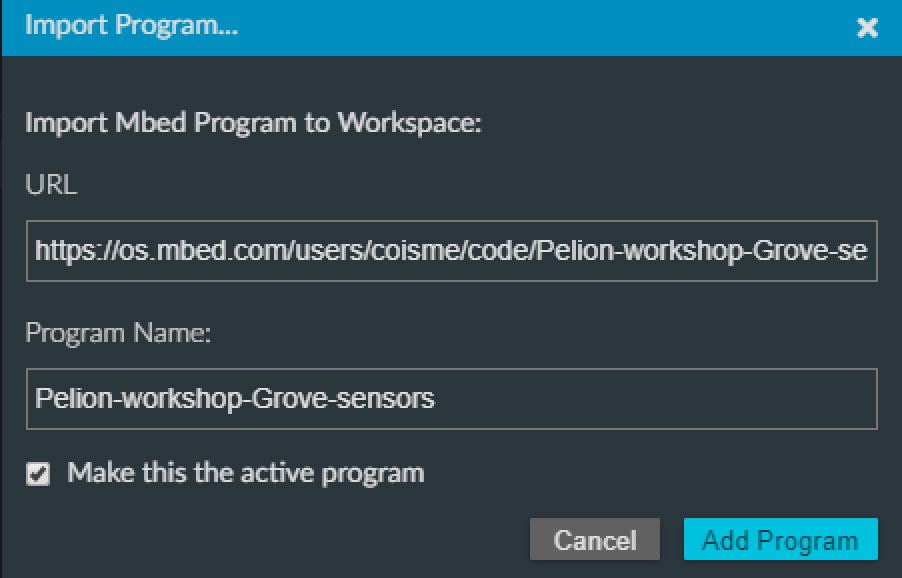 Import Program...
Import Mbed Program to Workspace:
URL
https://os.mbed.com/users/coisme/code/Pelion-workshop-Grove-se
Program Name:
Pelion-workshop-Grove-sensors
Make this the active program
Cancel Add Program